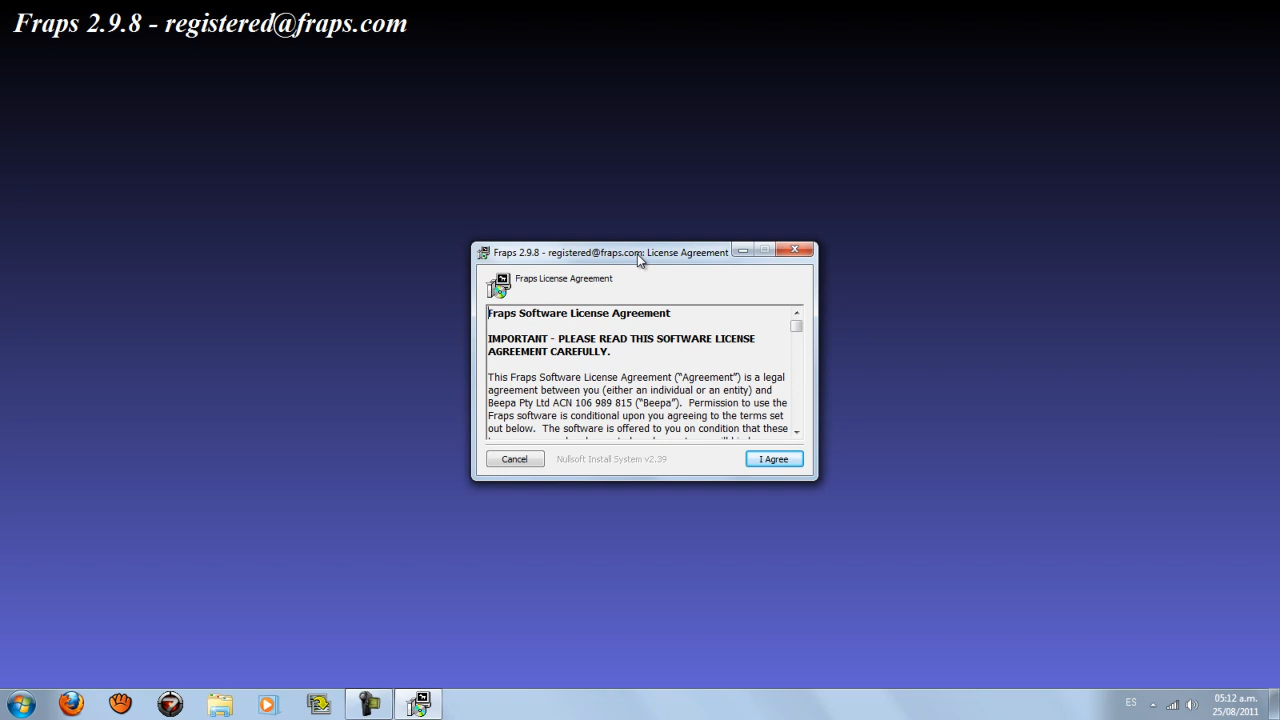 Fraps 2.9.8 - registered@fraps.com
Fraps 2.9.8 - registered@fraps.com: License Agreement
Fraps License Agreement
Fraps Software License Agreement
IMPORTANT - PLEASE READ THIS SOFTWARE LICENSE
AGREEMENT CAREFULLY.
This Fraps Software License Agreement (“Agreement”) is a legal
agreement between you (either an individual or an entity) and
Beepa Pty Ltd ACN 106 989 815 (“Beepa”). Permission to use the
Fraps software is conditional upon you agreeing to the terms set
out below. The software is offered to you on condition that these
Cancel
Nullsoft Install System v2.39
I Agree
ES
05:12 a.m.
25/08/2011